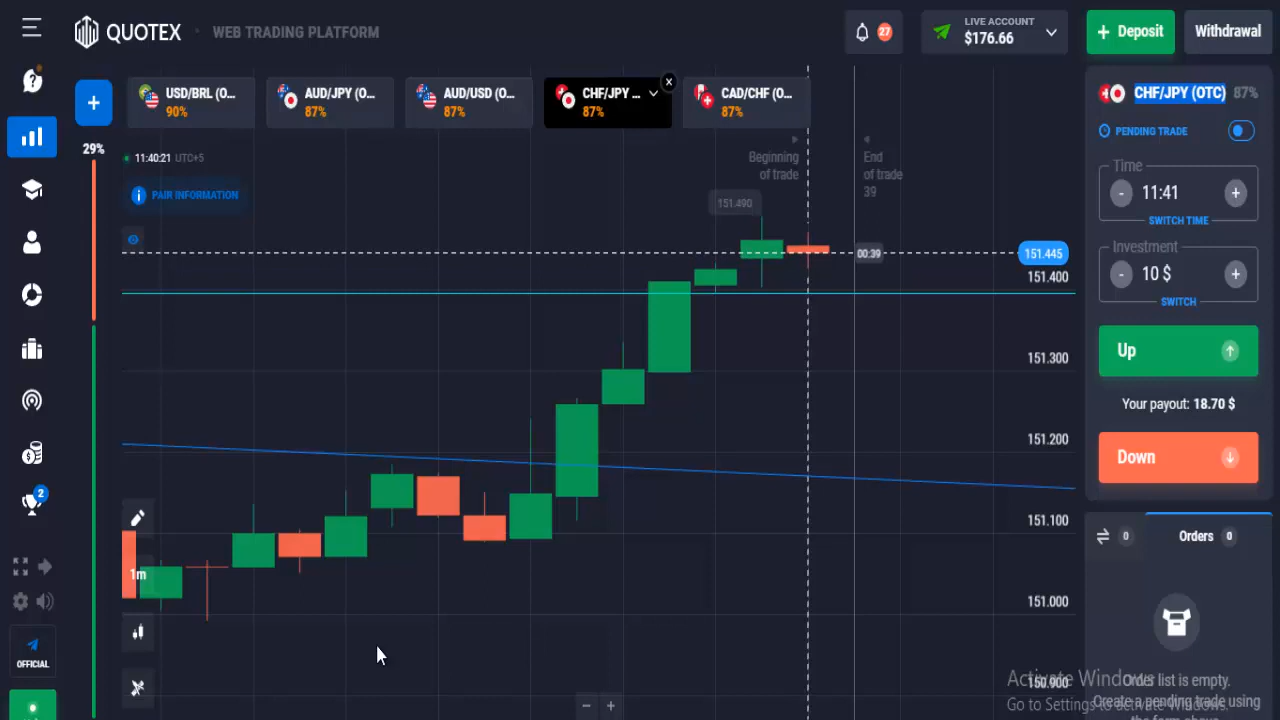 QUOTEX
WEB TRADING PLATFORM
27
LIVE ACCOUNT
$176.66
+ Deposit
Withdrawal
+
USD/BRL (O...
90%
AUD/JPY (O...
87%
AUD/USD (O...
87%
CHF/JPY ...
87%
CAD/CHF (O...
87%
CHF/JPY (OTC) 87%
PENDING TRADE
29%
11:40:21 UTC+5
PAIR INFORMATION
Beginning
of trade
End
of trade
39
151.490
00:39
151.445
151.400
151.300
151.200
151.100
151.000
150.900
Time
- 11:41 +
SWITCH TIME
Investment
- 10 $ +
SWITCH
Up
Your payout: 18.70 $
Down
0
Orders 0
Order list is empty.
Create a pending trade using
the form above
2
1m
OFFICIAL
- +
Activate Windows
Go to Settings to activate Windows.